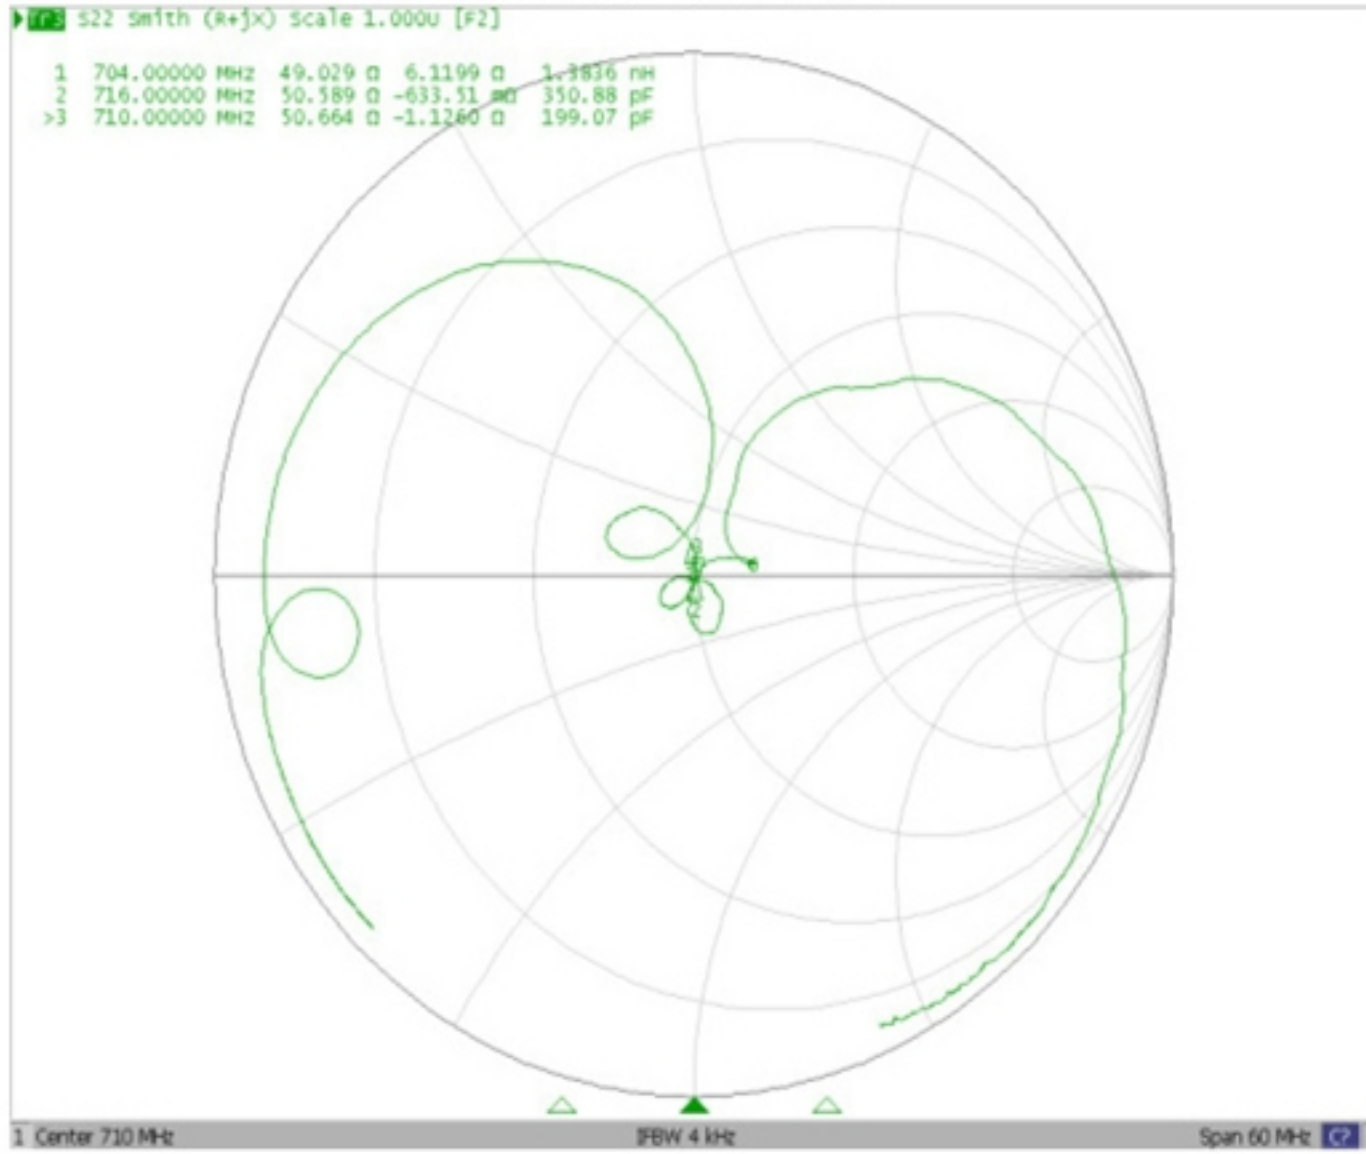 Tr3 S22 Smith (R+jX) Scale 1.000U [F2]
1 704.00000 MHz 49.029 Ω 6.1199 Ω 1.3836 nH
2 716.00000 MHz 50.589 Ω -633.51 mΩ 350.88 pF
>3 710.00000 MHz 50.664 Ω -1.1260 Ω 199.07 pF
1 Center 710 MHz IFBW 4 kHz Span 60 MHz C?